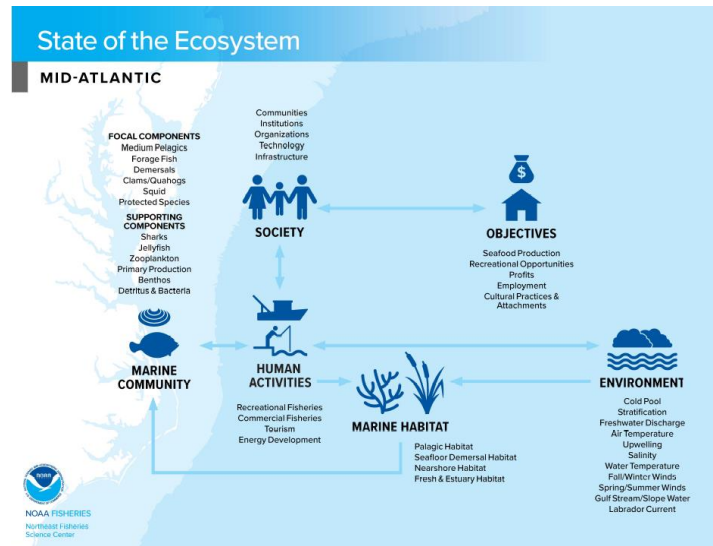 State of the Ecosystem
MID-ATLANTIC
FOCAL COMPONENTS
Medium Pelagics
Forage Fish
Demersals
Clams/Quahogs
Squid
Protected Species
SUPPORTING
COMPONENTS
Sharks
Jellyfish
Zooplankton
Primary Production
Benthos
Detritus & Bacteria
MARINE
COMMUNITY
Communities
Institutions
Organizations
Technology
Infrastructure
SOCIETY
$
OBJECTIVES
Seafood Production
Recreational Opportunities
Profits
Employment
Cultural Practices &
Attachments
HUMAN
ACTIVITIES
Recreational Fisheries
Commercial Fisheries
Tourism
Energy Development
MARINE HABITAT
Palagic Habitat
Seafloor Demersal Habitat
Nearshore Habitat
Fresh & Estuary Habitat
ENVIRONMENT
Cold Pool
Stratification
Freshwater Discharge
Air Temperature
Upwelling
Salinity
Water Temperature
Fall/Winter Winds
Spring/Summer Winds
Gulf Stream/Slope Water
Labrador Current
NOAA
NOAA FISHERIES
Northeast Fisheries
Science Center